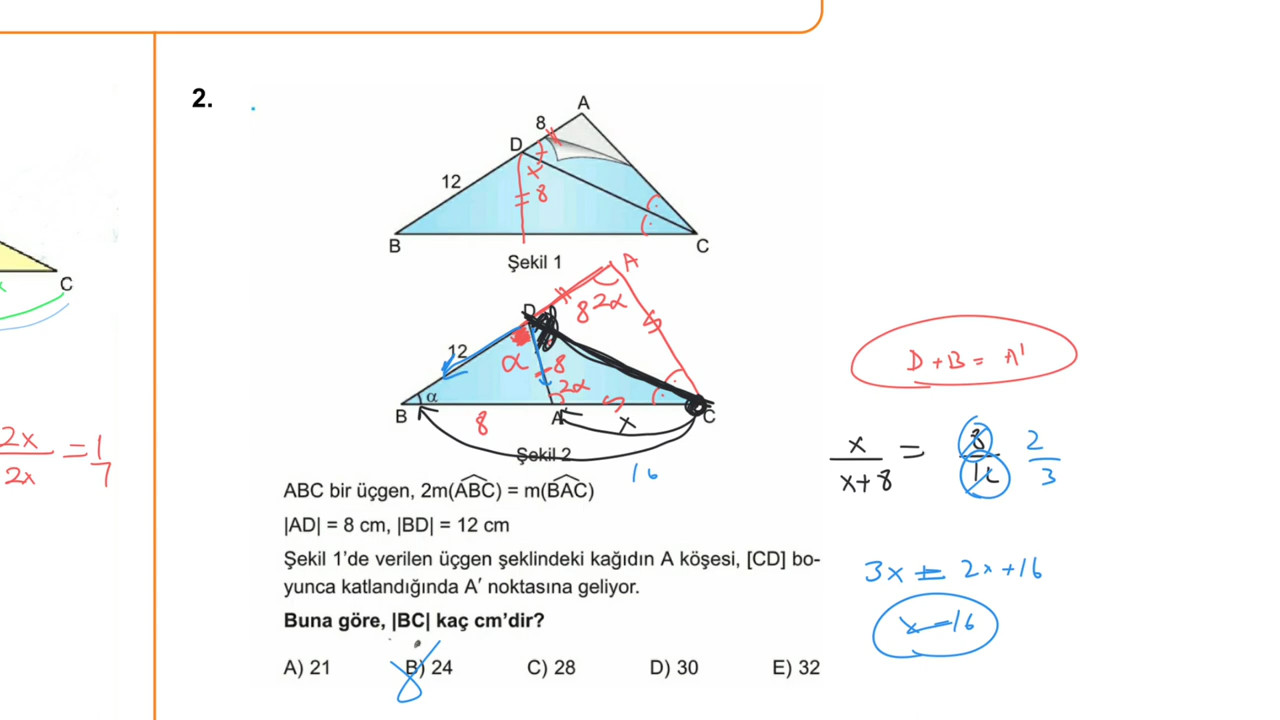 2.
A
8
D
x
12
8
B
C
Şekil 1
C
A
8 2α
D
12
α
8
2α
B
α
8
A'
x
C
Şekil 2
16
D + B = A'
2x/2x = 1/7
x/(x+8) = 8/12 2/3
3x = 2x + 16
x = 16
ABC bir üçgen, 2m(ABC) = m(BAC)
|AD| = 8 cm, |BD| = 12 cm
Şekil 1'de verilen üçgen şeklindeki kağıdın A köşesi, [CD] bo-
yunca katlandığında A′ noktasına geliyor.
Buna göre, |BC| kaç cm'dir?
A) 21 B) 24 C) 28 D) 30 E) 32